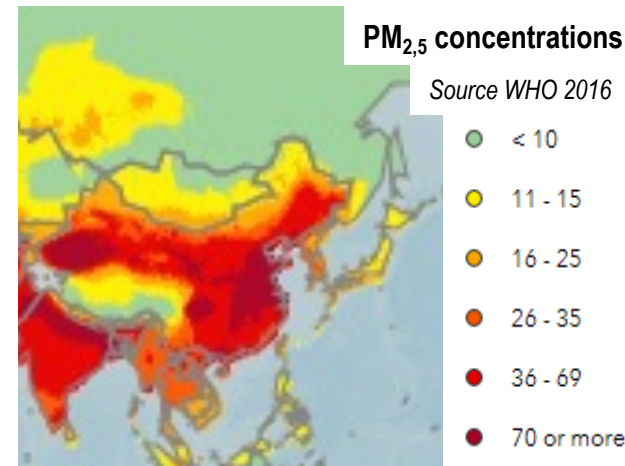 PM2,5 concentrations
Source WHO 2016
< 10
11 - 15
16 - 25
26 - 35
36 - 69
70 or more